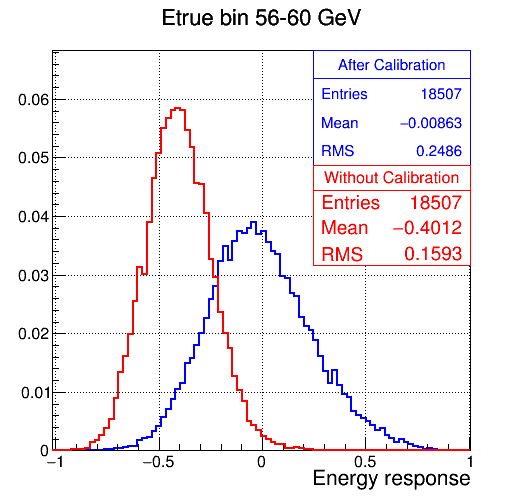 Etrue bin 56-60 GeV
After Calibration
Entries 18507
Mean −0.00863
RMS 0.2486
Without Calibration
Entries 18507
Mean −0.4012
RMS 0.1593
0.06
0.05
0.04
0.03
0.02
0.01
0
−1 −0.5 0 0.5 1
Energy response